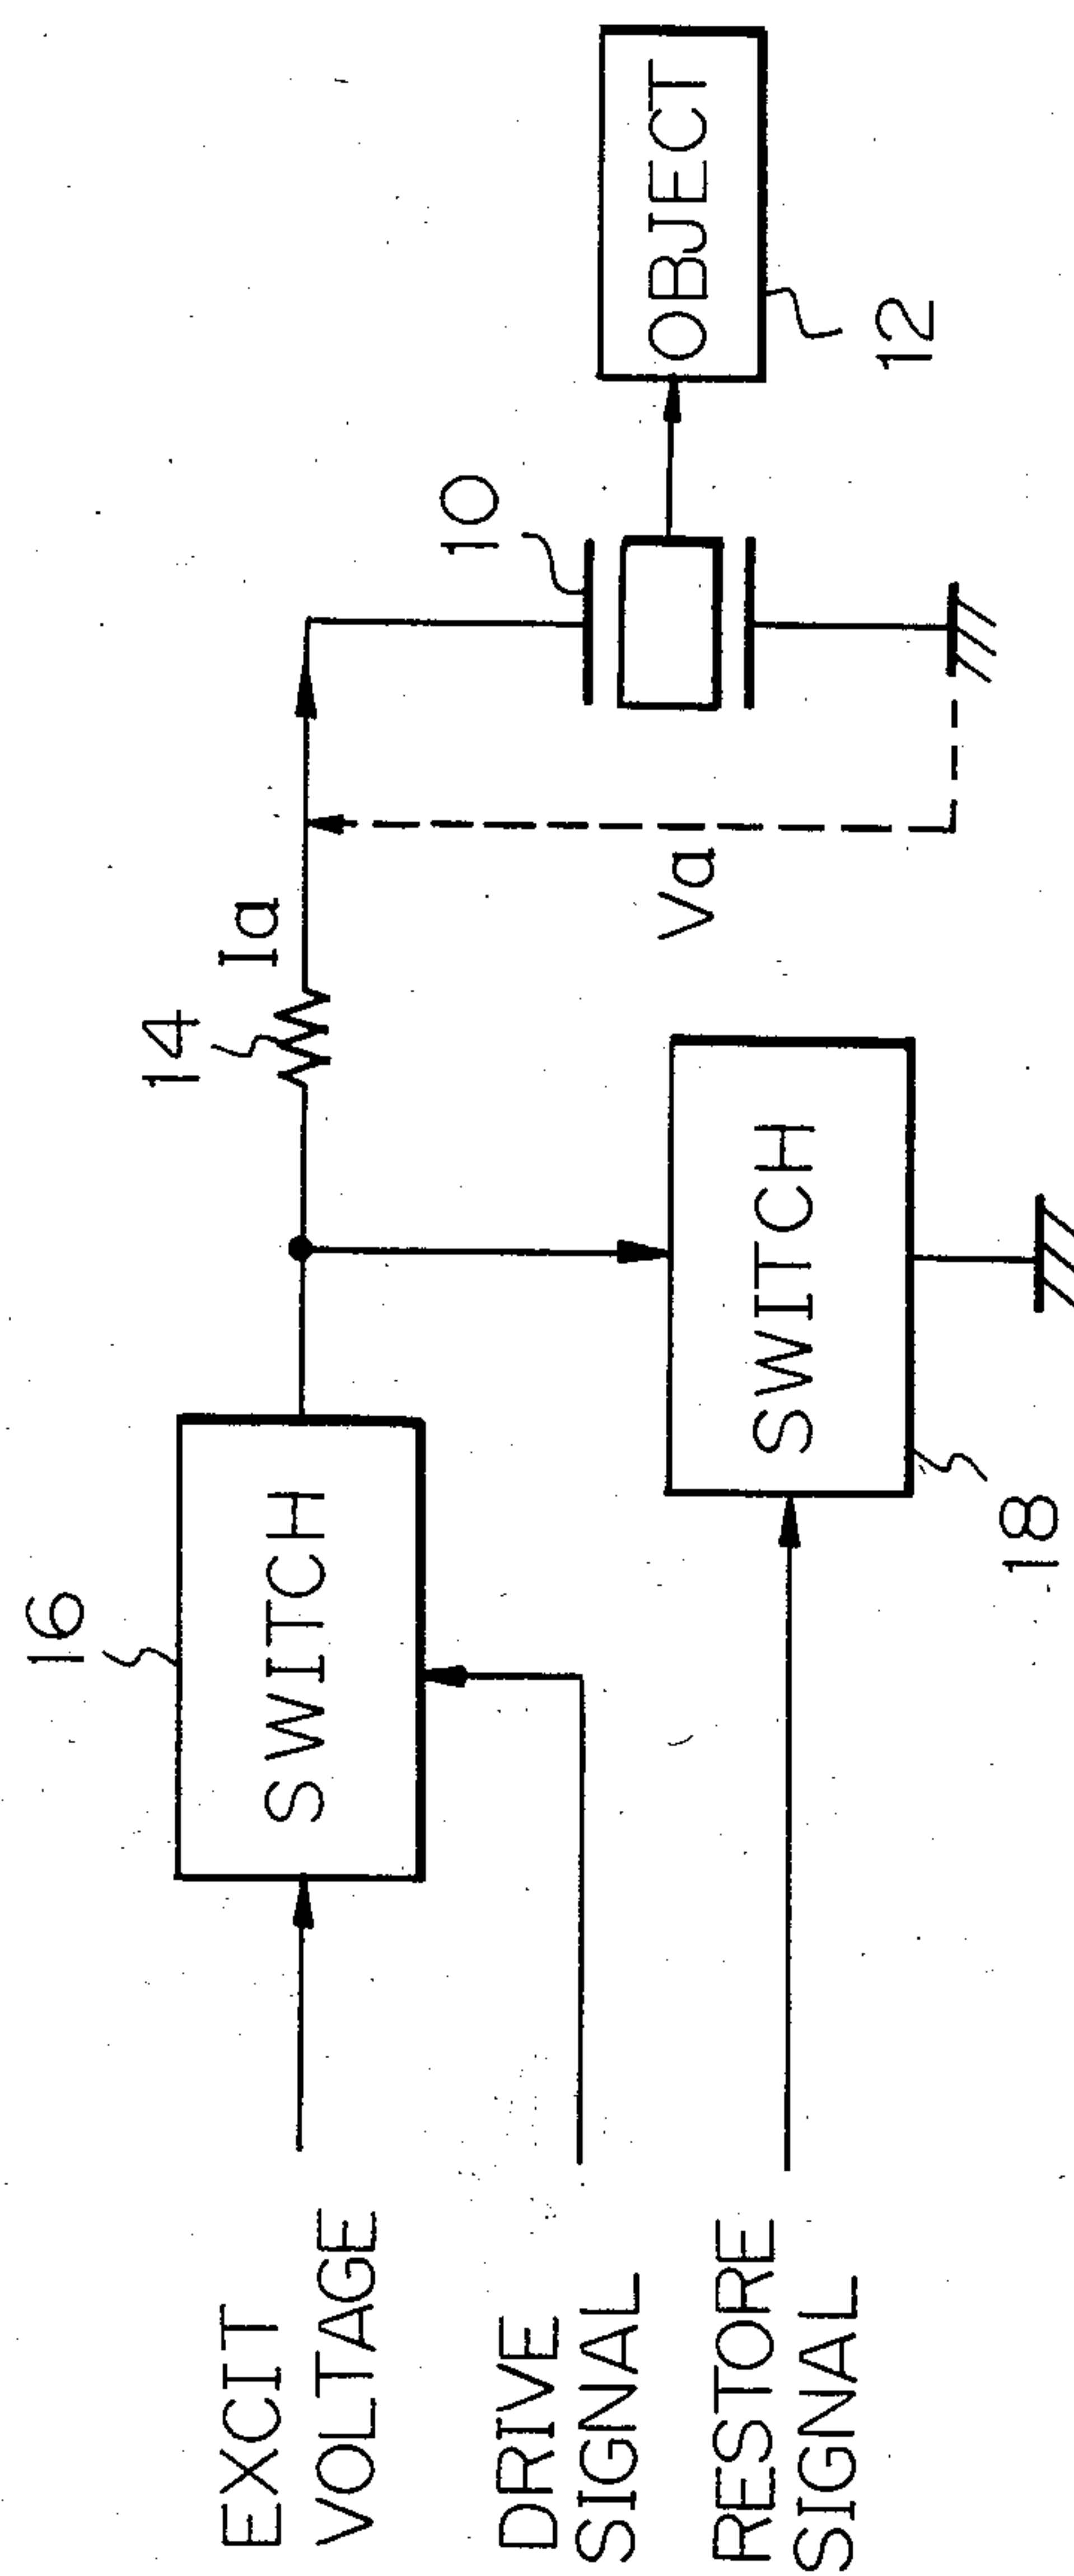 16
14
Ia
10
EXCIT
VOLTAGE
SWITCH
DRIVE
SIGNAL
Va
OBJECT
12
RESTORE
SIGNAL
SWITCH
18